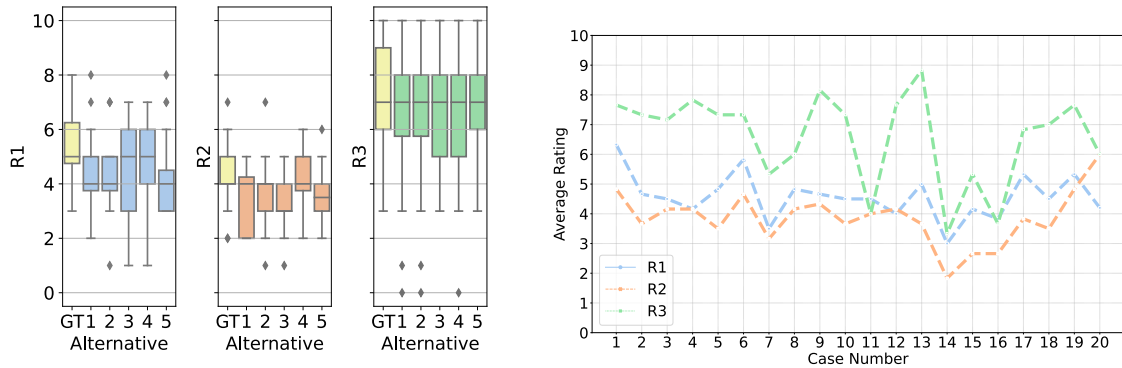 10
8
6
4
2
0
R1
GT1 2 3 4 5
Alternative
R2
GT1 2 3 4 5
Alternative
R3
GT1 2 3 4 5
Alternative
10
9
8
7
6
5
4
3
2
1
0
Average Rating
R1
R2
R3
1 2 3 4 5 6 7 8 9 10 11 12 13 14 15 16 17 18 19 20
Case Number